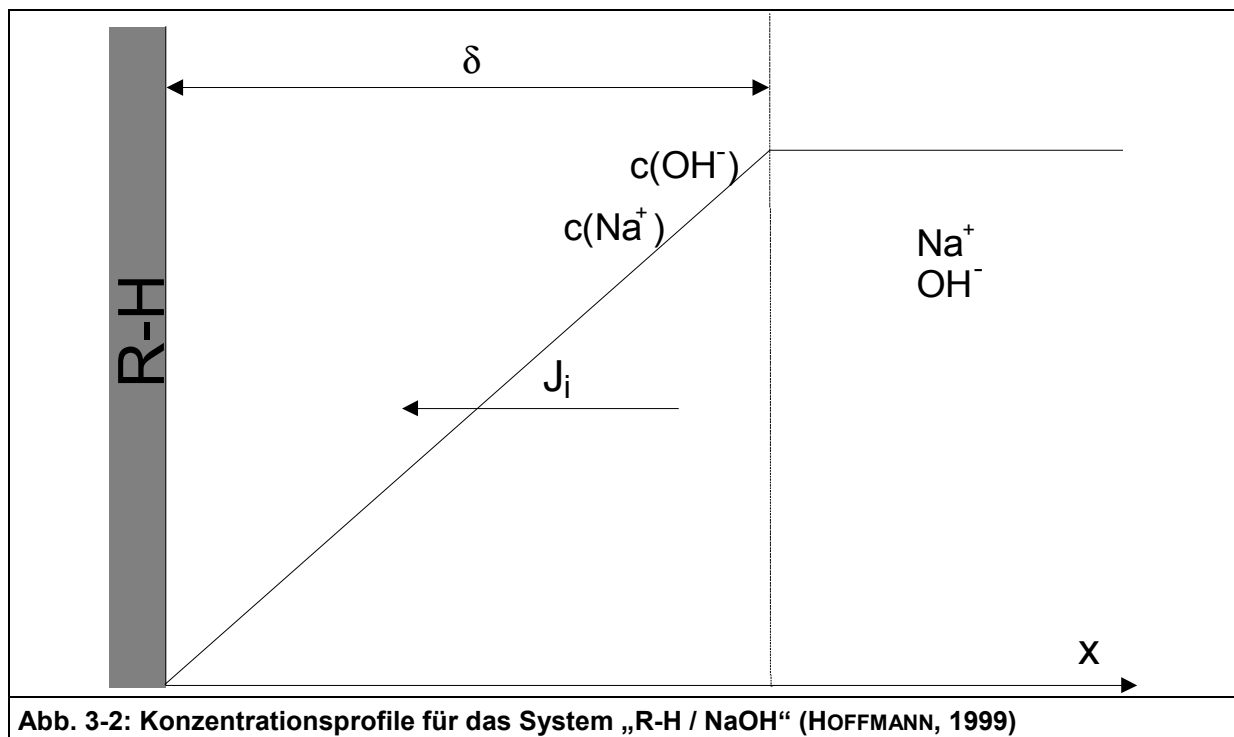 δ
c(OH⁻)
c(Na⁺)
Na⁺
OH⁻
R-H
Jᵢ
x
Abb. 3-2: Konzentrationsprofile für das System „R-H / NaOH“ (HOFFMANN, 1999)